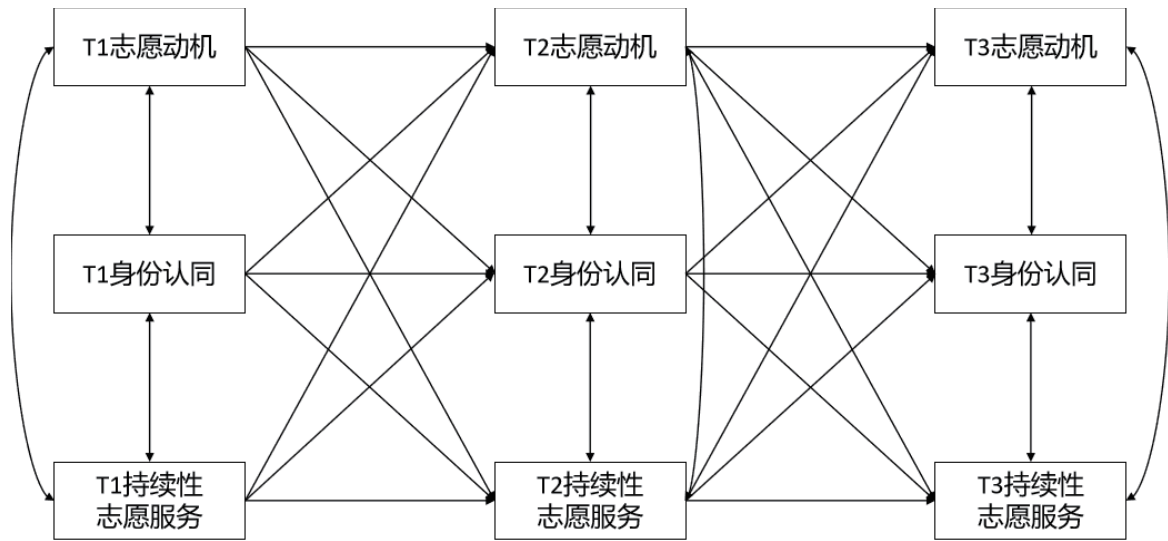 T1志愿动机
T2志愿动机
T3志愿动机
T1身份认同
T2身份认同
T3身份认同
T1持续性
志愿服务
T2持续性
志愿服务
T3持续性
志愿服务